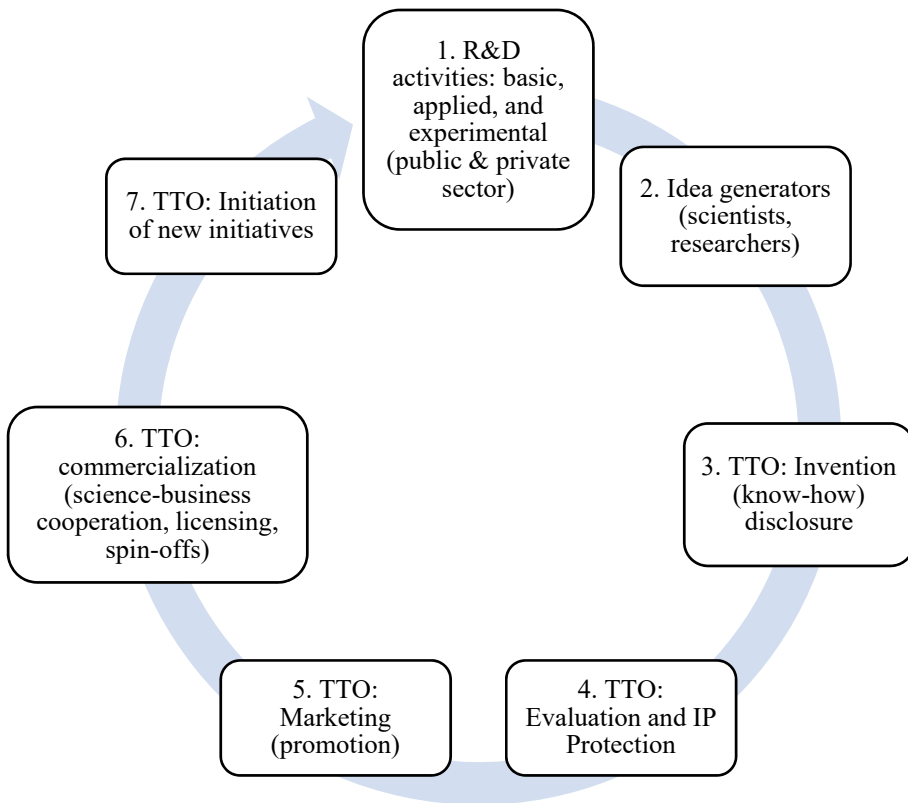 1. R&D
activities: basic,
applied, and
experimental
(public & private
sector)
2. Idea generators
(scientists,
researchers)
3. TTO: Invention
(know-how)
disclosure
4. TTO:
Evaluation and IP
Protection
5. TTO:
Marketing
(promotion)
6. TTO:
commercialization
(science-business
cooperation, licensing,
spin-offs)
7. TTO: Initiation
of new initiatives